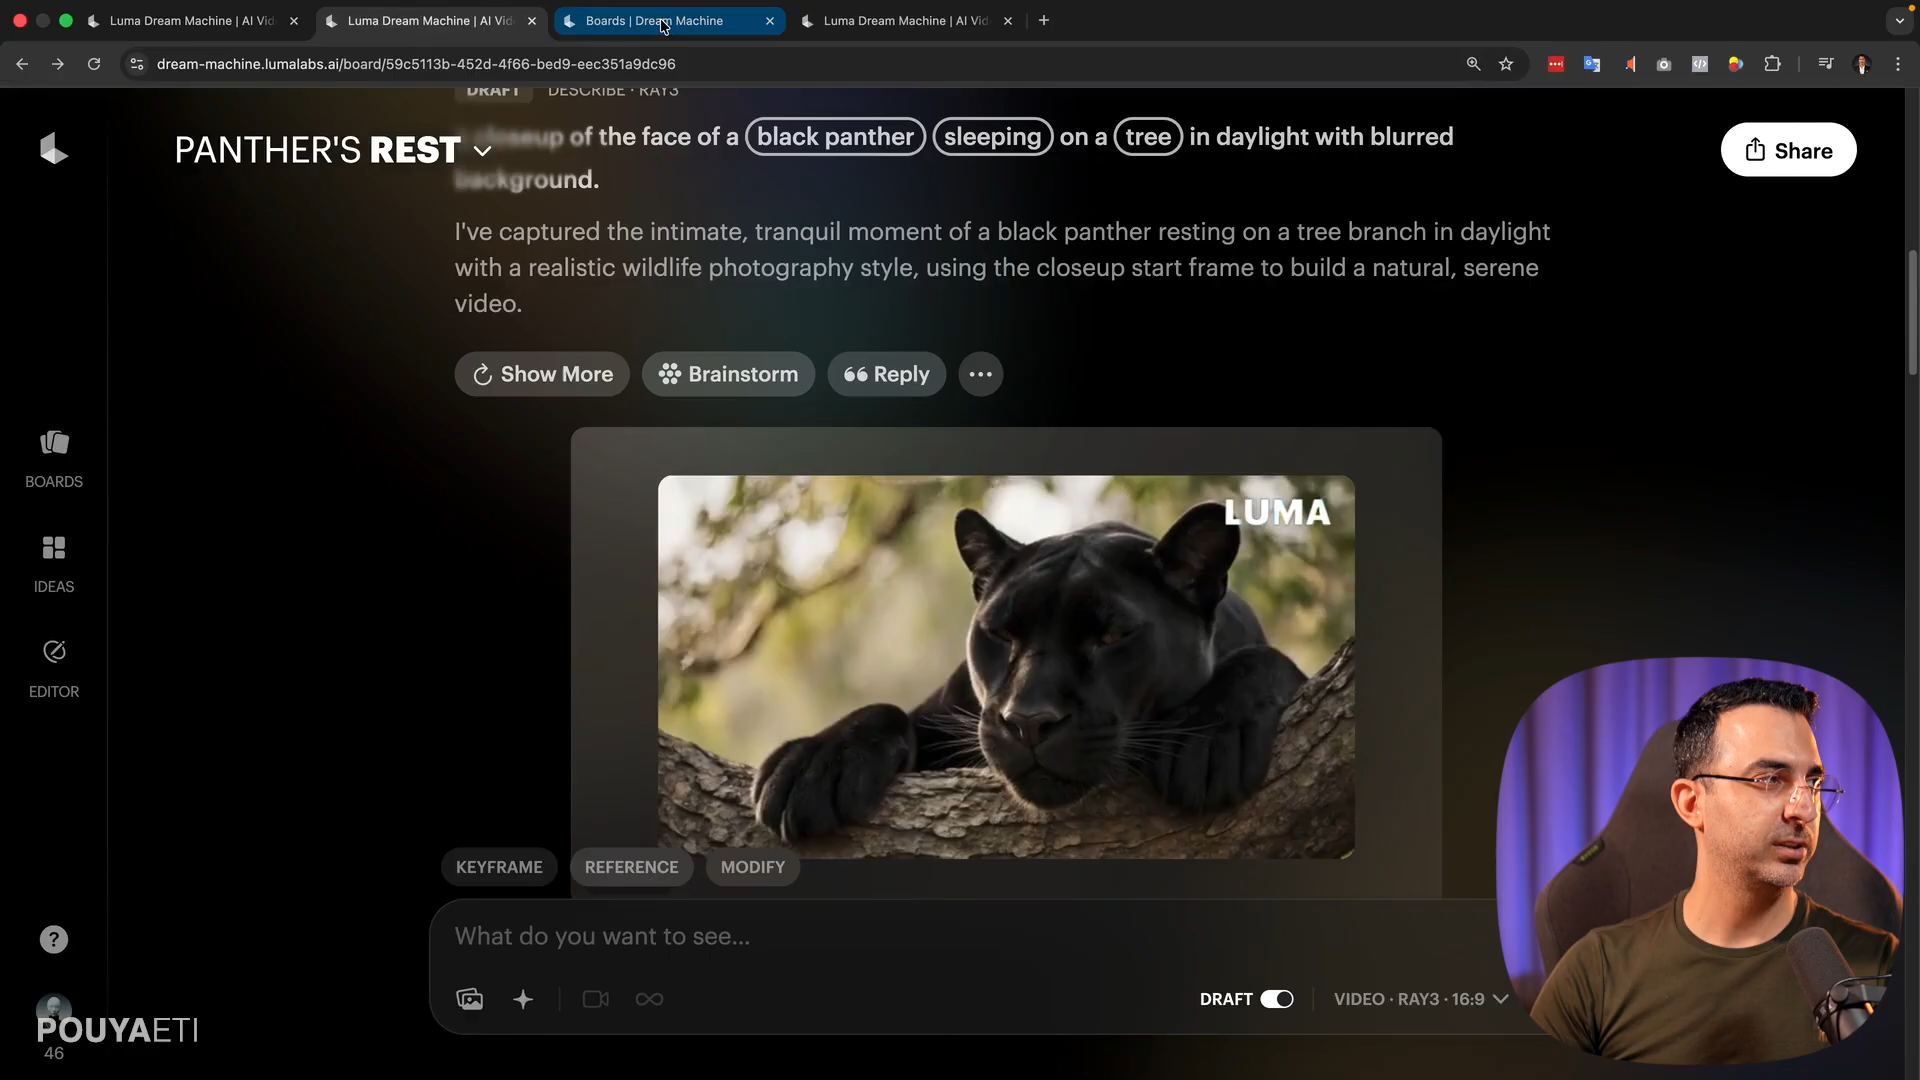 Luma Dream Machine | AI Vid
Luma Dream Machine | AI Vid
Boards | Dream Machine
Luma Dream Machine | AI Vid
dream-machine.lumalabs.ai/board/59c5113b-452d-4f66-bed9-eec351a9dc96
DRAFT DESCRIBE · RAY3
PANTHER'S REST
closeup of the face of a black panther sleeping on a tree in daylight with blurred
background.
Share
I've captured the intimate, tranquil moment of a black panther resting on a tree branch in daylight
with a realistic wildlife photography style, using the closeup start frame to build a natural, serene
video.
Show More Brainstorm Reply
LUMA
BOARDS
IDEAS
EDITOR
KEYFRAME REFERENCE MODIFY
What do you want to see...
DRAFT VIDEO · RAY3 · 16:9
?
POUYAETI
46